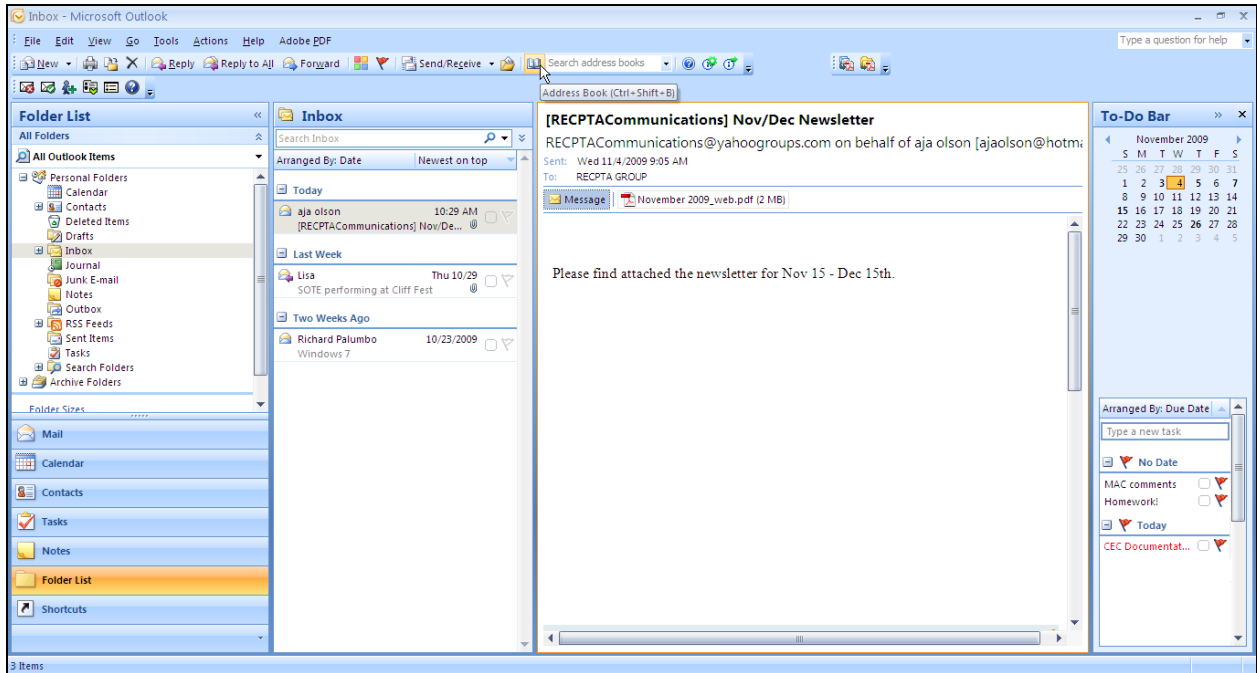 Inbox - Microsoft Outlook
File Edit View Go Tools Actions Help Adobe PDF
Type a question for help
New Reply Reply to All Forward Send/Receive Search address books
Address Book (Ctrl+Shift+B)
Folder List
All Folders
All Outlook Items
Personal Folders
Calendar
Contacts
Deleted Items
Drafts
Inbox
Journal
Junk E-mail
Notes
Outbox
RSS Feeds
Sent Items
Tasks
Search Folders
Archive Folders
Folder Sizes
Mail
Calendar
Contacts
Tasks
Notes
Folder List
Shortcuts
3 Items
Inbox
Search Inbox
Arranged By: Date Newest on top
Today
aja olson 10:29 AM
[RECPTACommunications] Nov/De...
Last Week
Lisa Thu 10/29
SOTE performing at Cliff Fest
Two Weeks Ago
Richard Palumbo 10/23/2009
Windows 7
[RECPTACommunications] Nov/Dec Newsletter
RECPTACommunications@yahoogroups.com on behalf of aja olson [ajaolson@hotma
Sent: Wed 11/4/2009 9:05 AM
To: RECPTA GROUP
Message November 2009_web.pdf (2 MB)
Please find attached the newsletter for Nov 15 - Dec 15th.
To-Do Bar
November 2009
S M T W T F S
25 26 27 28 29 30 31
1 2 3 4 5 6 7
8 9 10 11 12 13 14
15 16 17 18 19 20 21
22 23 24 25 26 27 28
29 30 1 2 3 4 5
Arranged By: Due Date
Type a new task
No Date
MAC comments
Homework!
Today
CEC Documentat...